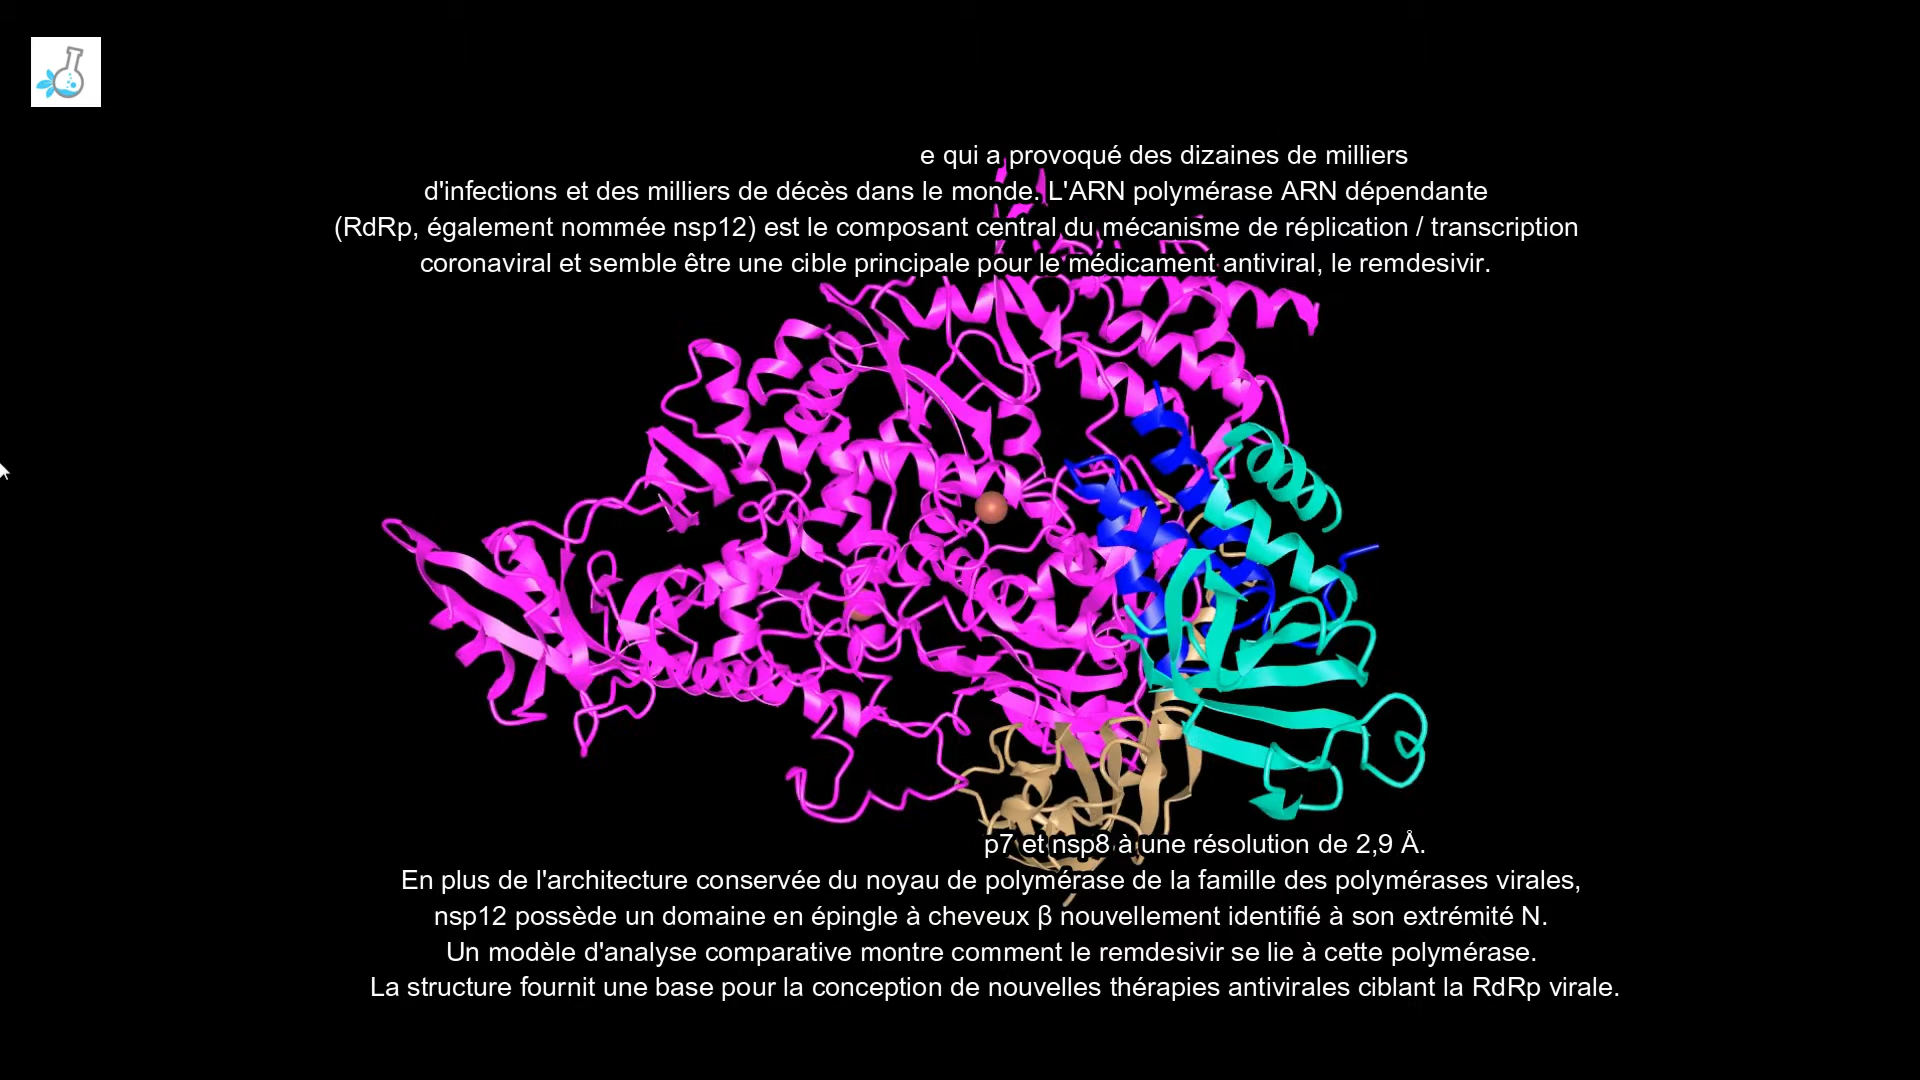 e qui a provoqué des dizaines de milliers
d'infections et des milliers de décès dans le monde. L'ARN polymérase ARN dépendante
(RdRp, également nommée nsp12) est le composant central du mécanisme de réplication / transcription
coronaviral et semble être une cible principale pour le médicament antiviral, le remdesivir.
p7 et nsp8 à une résolution de 2,9 Å.
En plus de l'architecture conservée du noyau de polymérase de la famille des polymérases virales,
nsp12 possède un domaine en épingle à cheveux β nouvellement identifié à son extrémité N.
Un modèle d'analyse comparative montre comment le remdesivir se lie à cette polymérase.
La structure fournit une base pour la conception de nouvelles thérapies antivirales ciblant la RdRp virale.